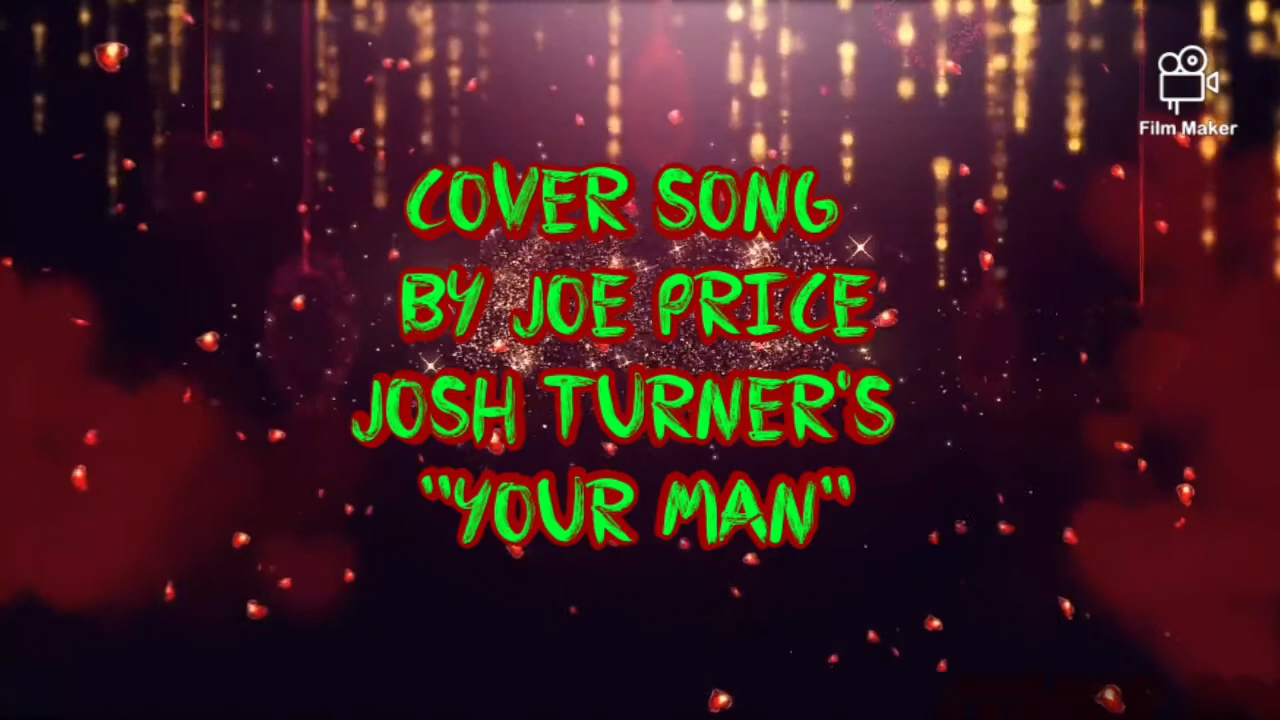 Film Maker
COVER SONG
BY JOE PRICE
JOSH TURNER'S
"YOUR MAN"